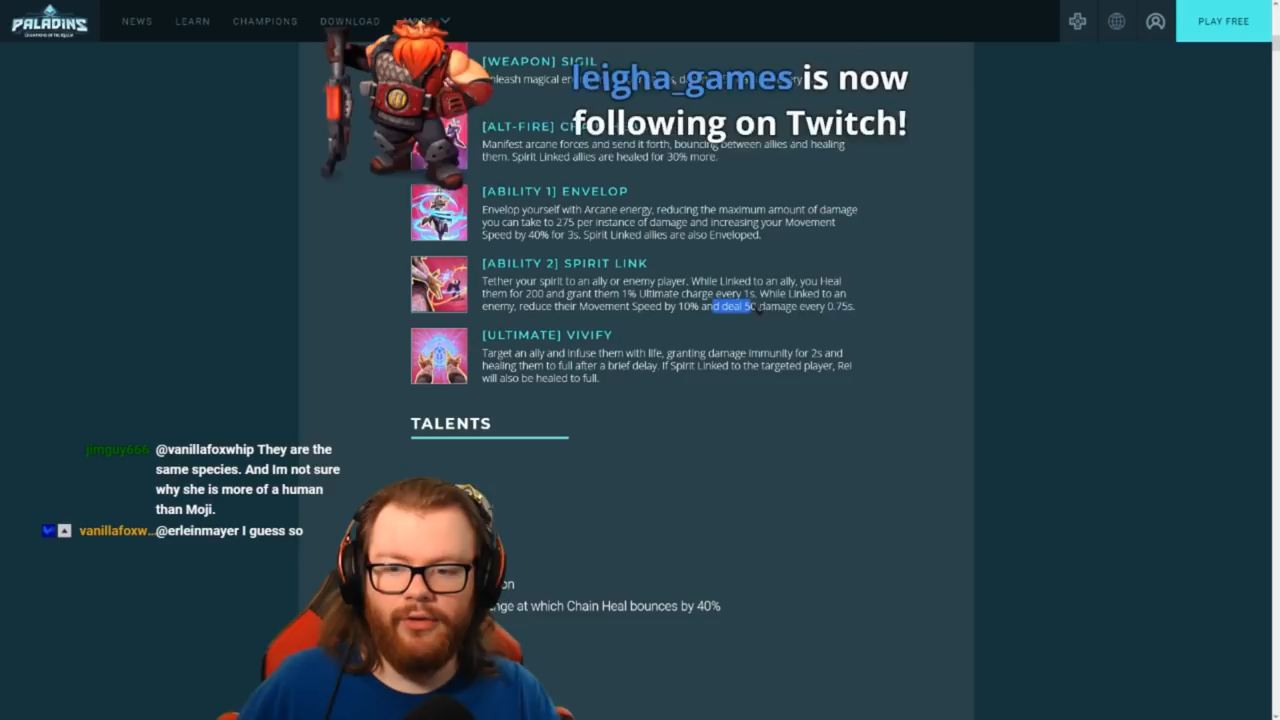 PALADINS
CHAMPIONS OF THE REALM
NEWS LEARN CHAMPIONS DOWNLOAD
PLAY FREE
leigha_games is now
following on Twitch!
[WEAPON] SIGIL
Unleash magical
[ALT-FIRE]
Manifest arcane forces and send it forth, bouncing between allies and healing
them. Spirit Linked allies are healed for 30% more.
[ABILITY 1] ENVELOP
Envelop yourself with Arcane energy, reducing the maximum amount of damage
you can take to 275 per instance of damage and increasing your Movement
Speed by 40% for 3s. Spirit Linked allies are also Enveloped.
[ABILITY 2] SPIRIT LINK
Tether your spirit to an ally or enemy player. While Linked to an ally, you Heal
them for 200 and grant them 1% Ultimate charge every 1s. While Linked to an
enemy, reduce their Movement Speed by 10% and deal 50 damage every 0.75s.
[ULTIMATE] VIVIFY
Target an ally and infuse them with life, granting damage immunity for 2s and
healing them to full after a brief delay. If Spirit Linked to the targeted player, Rei
will also be healed to full.
TALENTS
jimguy666 @vanillafoxwhip They are the
same species. And Im not sure
why she is more of a human
than Moji.
vanillafoxw... @erleinmayer I guess so
at which Chain Heal bounces by 40%